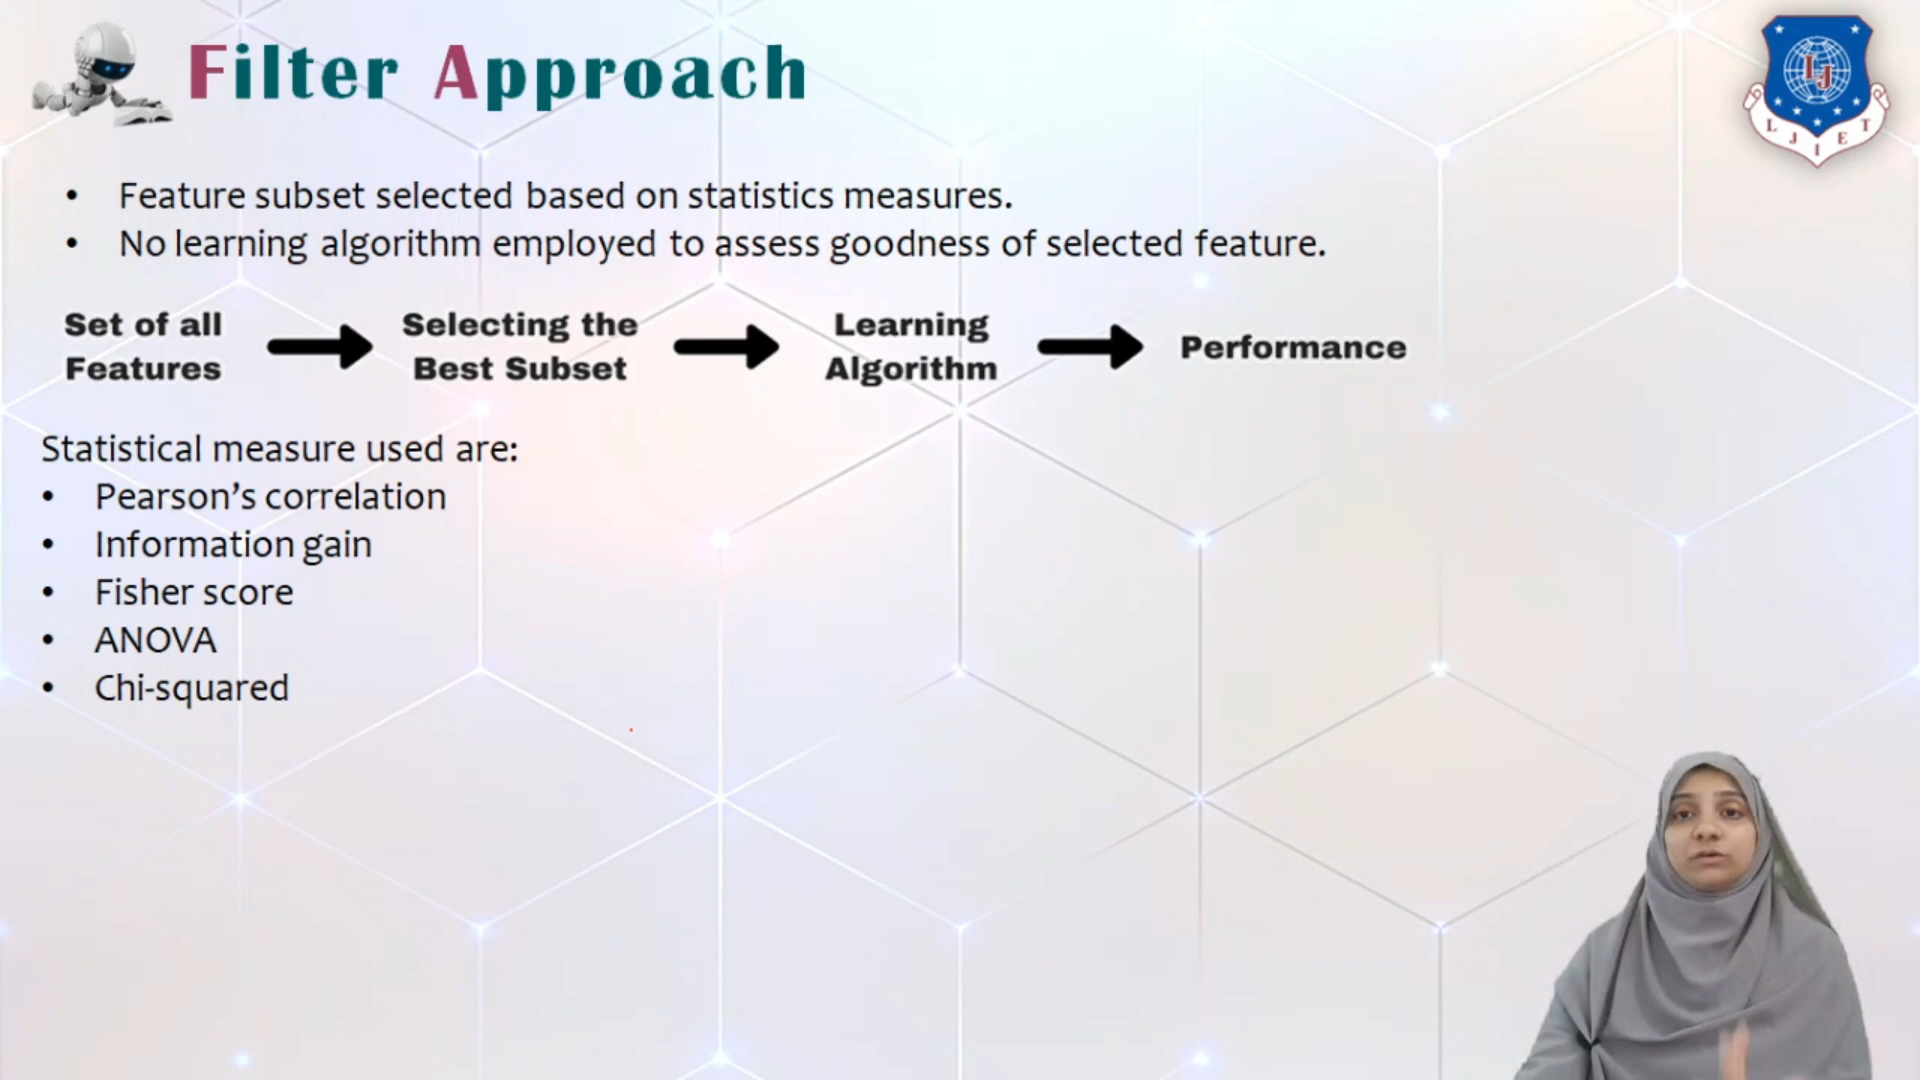 Filter Approach
LJ
L J I E T
• Feature subset selected based on statistics measures.
• No learning algorithm employed to assess goodness of selected feature.
Set of all
Features
Selecting the
Best Subset
Learning
Algorithm
Performance
Statistical measure used are:
• Pearson’s correlation
• Information gain
• Fisher score
• ANOVA
• Chi-squared